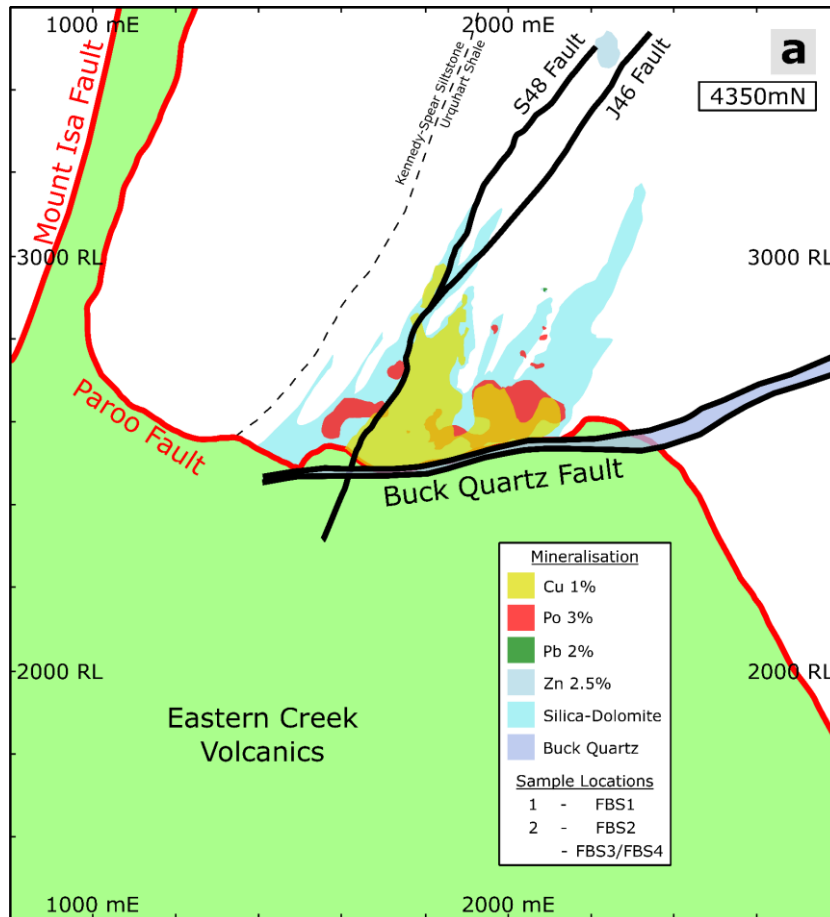 1000 mE
2000 mE
a
4350mN
Mount Isa Fault
Kennedy-Spear Siltstone
Urquhart Shale
S48 Fault
J46 Fault
3000 RL
3000 RL
Paroo Fault
Buck Quartz Fault
Mineralisation
Cu 1%
Po 3%
Pb 2%
Zn 2.5%
Silica-Dolomite
Buck Quartz
Sample Locations
1 - FBS1
2 - FBS2
- FBS3/FBS4
2000 RL
2000 RL
Eastern Creek
Volcanics
1000 mE
2000 mE